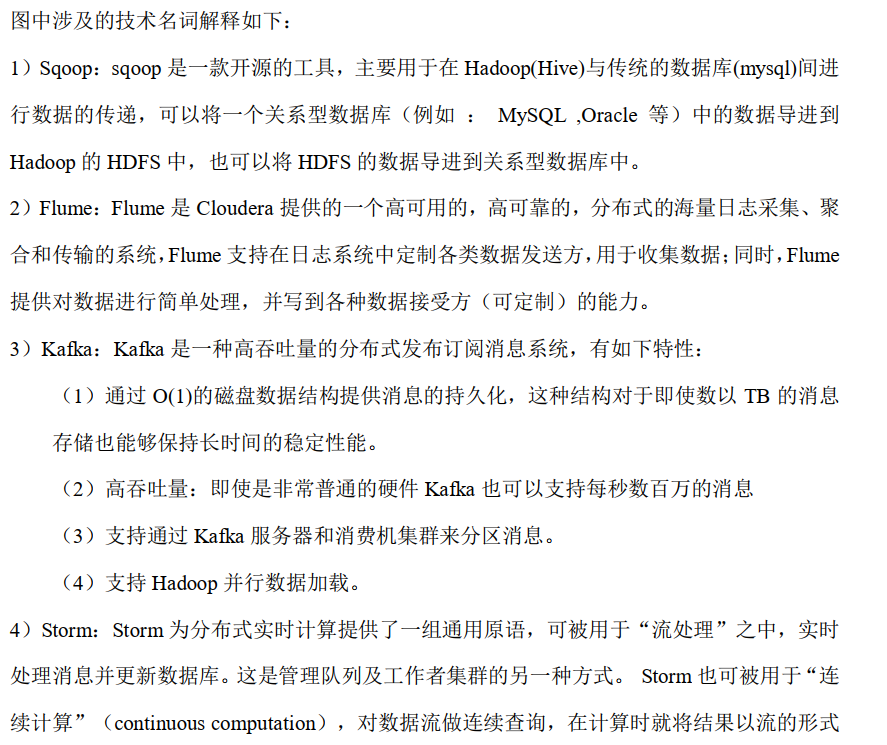 图中涉及的技术名词解释如下：
1）Sqoop：sqoop 是一款开源的工具，主要用于在 Hadoop(Hive)与传统的数据库(mysql)间进
行数据的传递，可以将一个关系型数据库（例如 ： MySQL ,Oracle 等）中的数据导进到
Hadoop 的 HDFS 中，也可以将 HDFS 的数据导进到关系型数据库中。
2）Flume：Flume 是 Cloudera 提供的一个高可用的，高可靠的，分布式的海量日志采集、聚
合和传输的系统，Flume 支持在日志系统中定制各类数据发送方，用于收集数据；同时，Flume
提供对数据进行简单处理，并写到各种数据接受方（可定制）的能力。
3）Kafka：Kafka 是一种高吞吐量的分布式发布订阅消息系统，有如下特性：
（1）通过 O(1)的磁盘数据结构提供消息的持久化，这种结构对于即使数以 TB 的消息
存储也能够保持长时间的稳定性能。
（2）高吞吐量：即使是非常普通的硬件 Kafka 也可以支持每秒数百万的消息
（3）支持通过 Kafka 服务器和消费机集群来分区消息。
（4）支持 Hadoop 并行数据加载。
4）Storm：Storm 为分布式实时计算提供了一组通用原语，可被用于“流处理”之中，实时
处理消息并更新数据库。这是管理队列及工作者集群的另一种方式。 Storm 也可被用于“连
续计算”（continuous computation），对数据流做连续查询，在计算时就将结果以流的形式